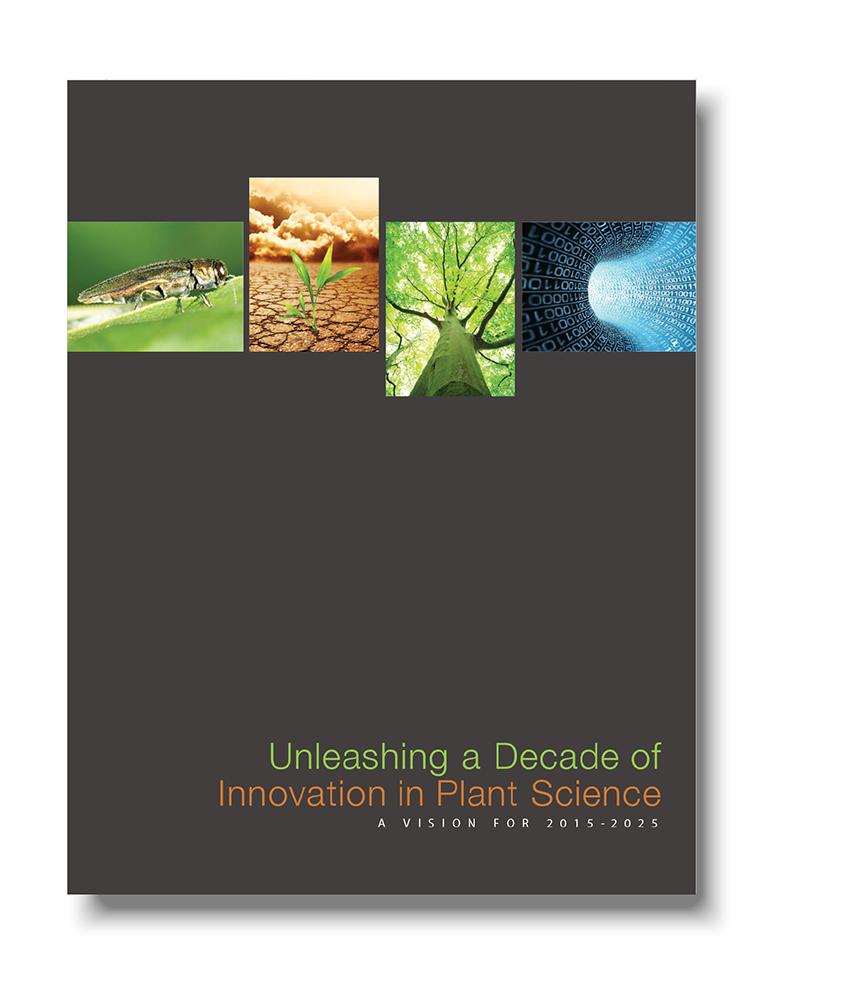 Unleashing a Decade of
Innovation in Plant Science
A VISION FOR 2015-2025